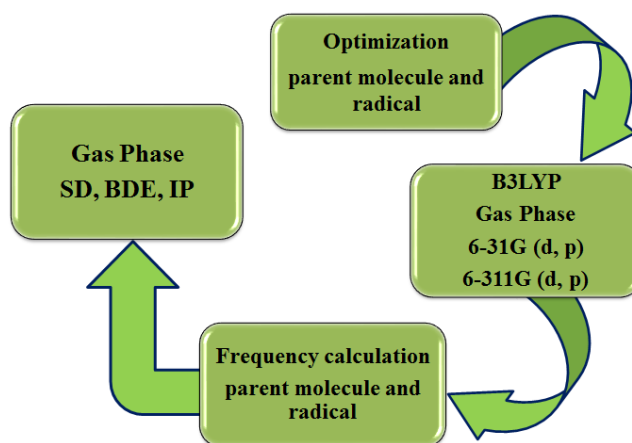 Optimization
parent molecule and
radical
B3LYP
Gas Phase
6-31G (d, p)
6-311G (d, p)
Frequency calculation
parent molecule and
radical
Gas Phase
SD, BDE, IP